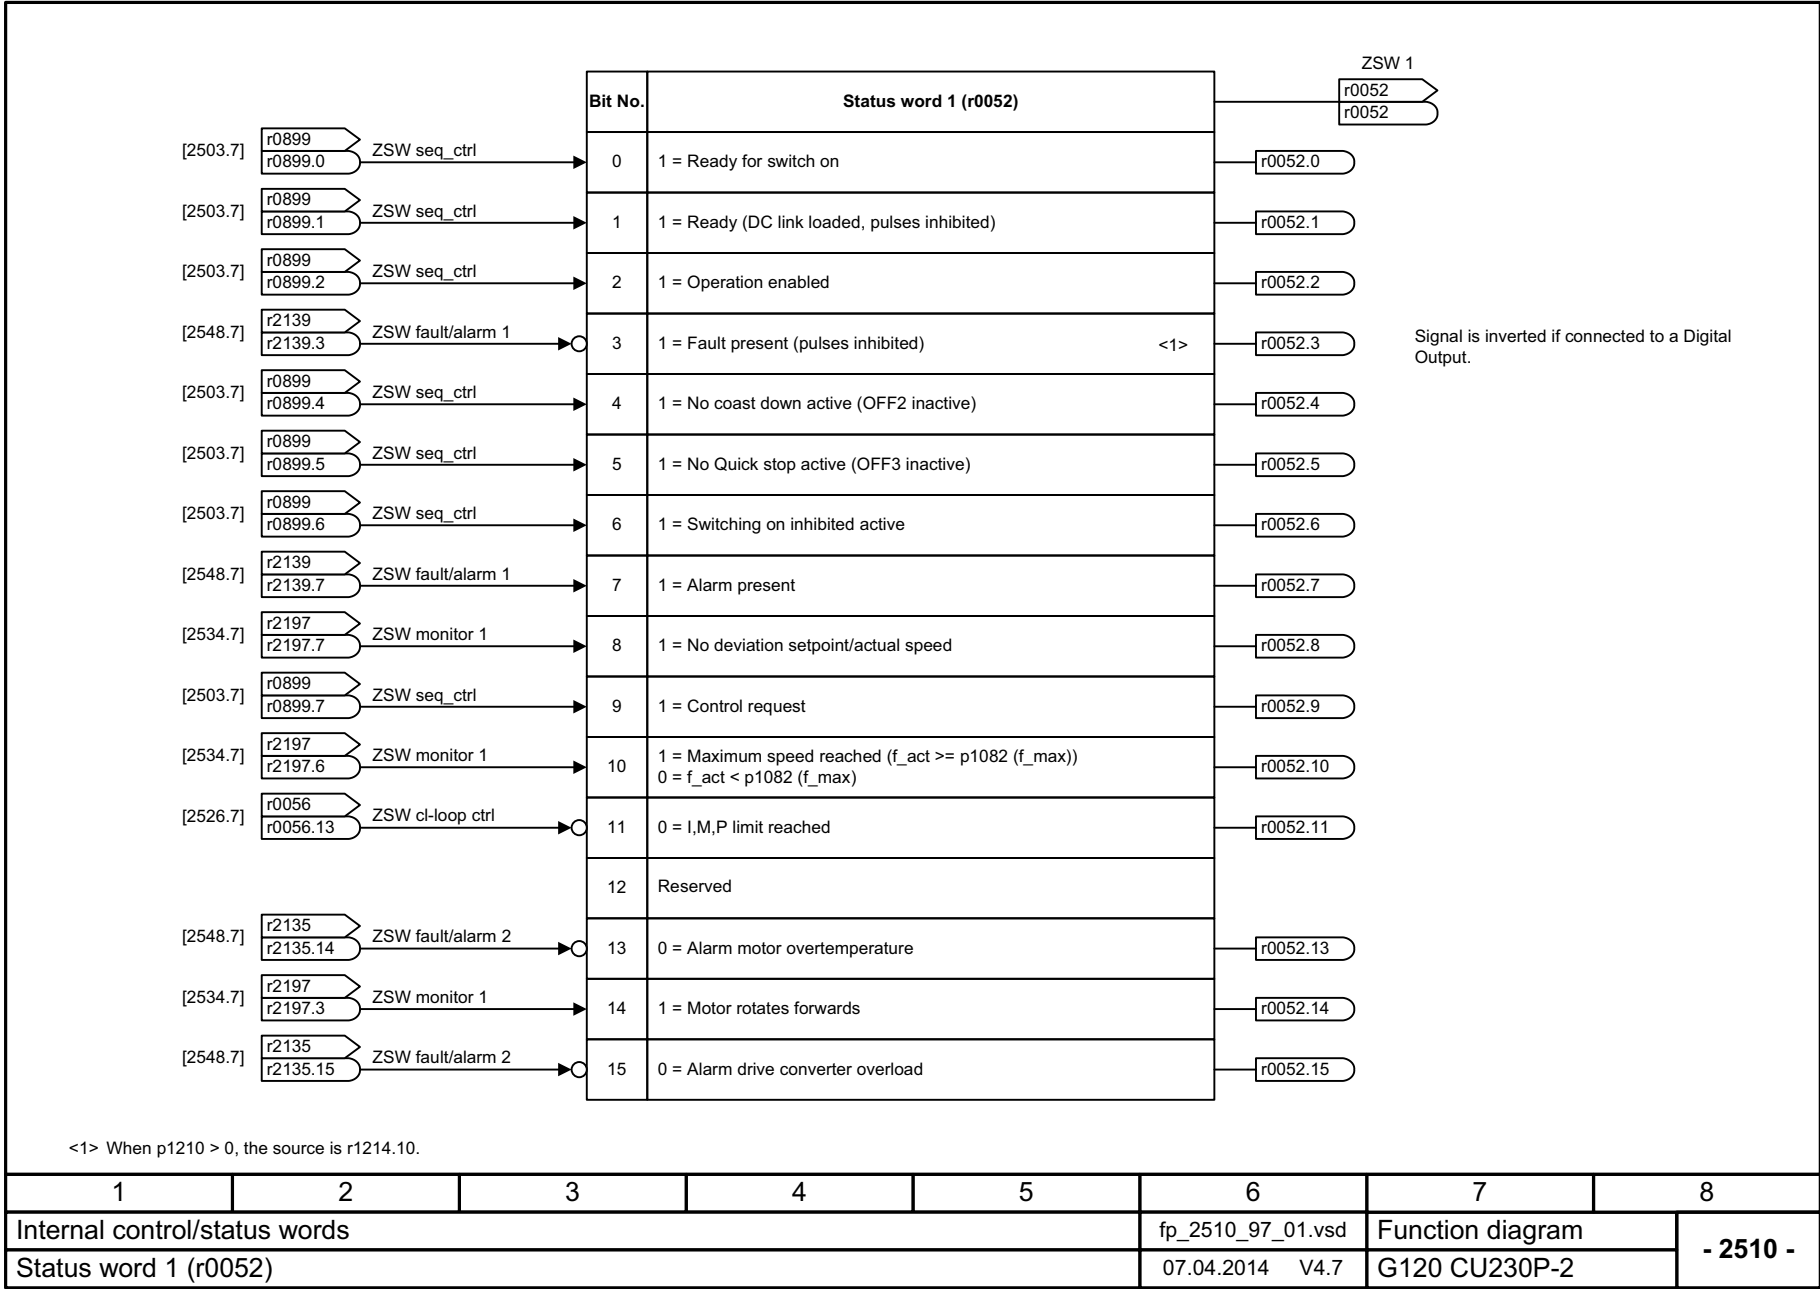 ZSW 1
r0052
r0052
Bit No. Status word 1 (r0052)
[2503.7] r0899 ZSW seq_ctrl
r0899.0 0 1 = Ready for switch on r0052.0
[2503.7] r0899 ZSW seq_ctrl
r0899.1 1 1 = Ready (DC link loaded, pulses inhibited) r0052.1
[2503.7] r0899 ZSW seq_ctrl
r0899.2 2 1 = Operation enabled r0052.2
[2548.7] r2139 ZSW fault/alarm 1
r2139.3 3 1 = Fault present (pulses inhibited) <1> r0052.3
Signal is inverted if connected to a Digital
Output.
[2503.7] r0899 ZSW seq_ctrl
r0899.4 4 1 = No coast down active (OFF2 inactive) r0052.4
[2503.7] r0899 ZSW seq_ctrl
r0899.5 5 1 = No Quick stop active (OFF3 inactive) r0052.5
[2503.7] r0899 ZSW seq_ctrl
r0899.6 6 1 = Switching on inhibited active r0052.6
[2548.7] r2139 ZSW fault/alarm 1
r2139.7 7 1 = Alarm present r0052.7
[2534.7] r2197 ZSW monitor 1
r2197.7 8 1 = No deviation setpoint/actual speed r0052.8
[2503.7] r0899 ZSW seq_ctrl
r0899.7 9 1 = Control request r0052.9
[2534.7] r2197 ZSW monitor 1
r2197.6 10 1 = Maximum speed reached (f_act >= p1082 (f_max))
0 = f_act < p1082 (f_max) r0052.10
[2526.7] r0056 ZSW cl-loop ctrl
r0056.13 11 0 = I,M,P limit reached r0052.11
12 Reserved
[2548.7] r2135 ZSW fault/alarm 2
r2135.14 13 0 = Alarm motor overtemperature r0052.13
[2534.7] r2197 ZSW monitor 1
r2197.3 14 1 = Motor rotates forwards r0052.14
[2548.7] r2135 ZSW fault/alarm 2
r2135.15 15 0 = Alarm drive converter overload r0052.15
<1> When p1210 > 0, the source is r1214.10.
1 2 3 4 5 6 7 8
Internal control/status words fp_2510_97_01.vsd Function diagram - 2510 -
Status word 1 (r0052) 07.04.2014 V4.7 G120 CU230P-2